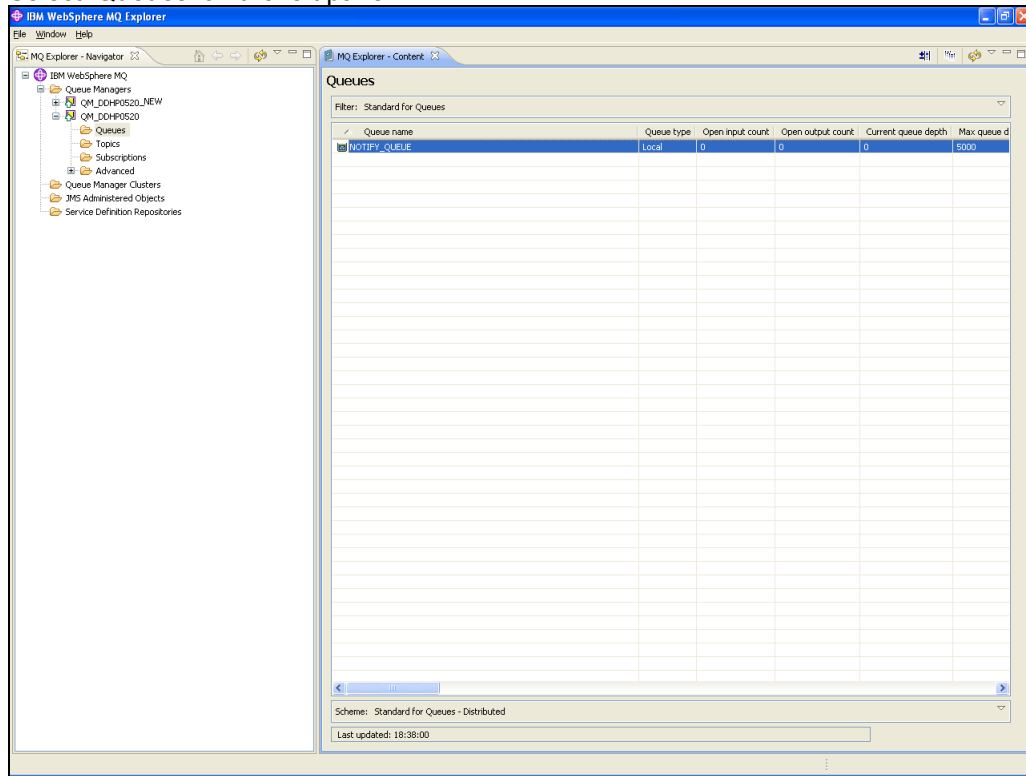 IBM WebSphere MQ Explorer
File Window Help
MQ Explorer - Navigator
IBM WebSphere MQ
Queue Managers
QM_DDHP0520_NEW
QM_DDHP0520
Queues
Topics
Subscriptions
Advanced
Queue Manager Clusters
JMS Administered Objects
Service Definition Repositories
MQ Explorer - Content
Queues
Filter: Standard for Queues
Queue name Queue type Open input count Open output count Current queue depth Max queue d
NOTIFY_QUEUE Local 0 0 0 5000
Scheme: Standard for Queues - Distributed
Last updated: 18:38:00